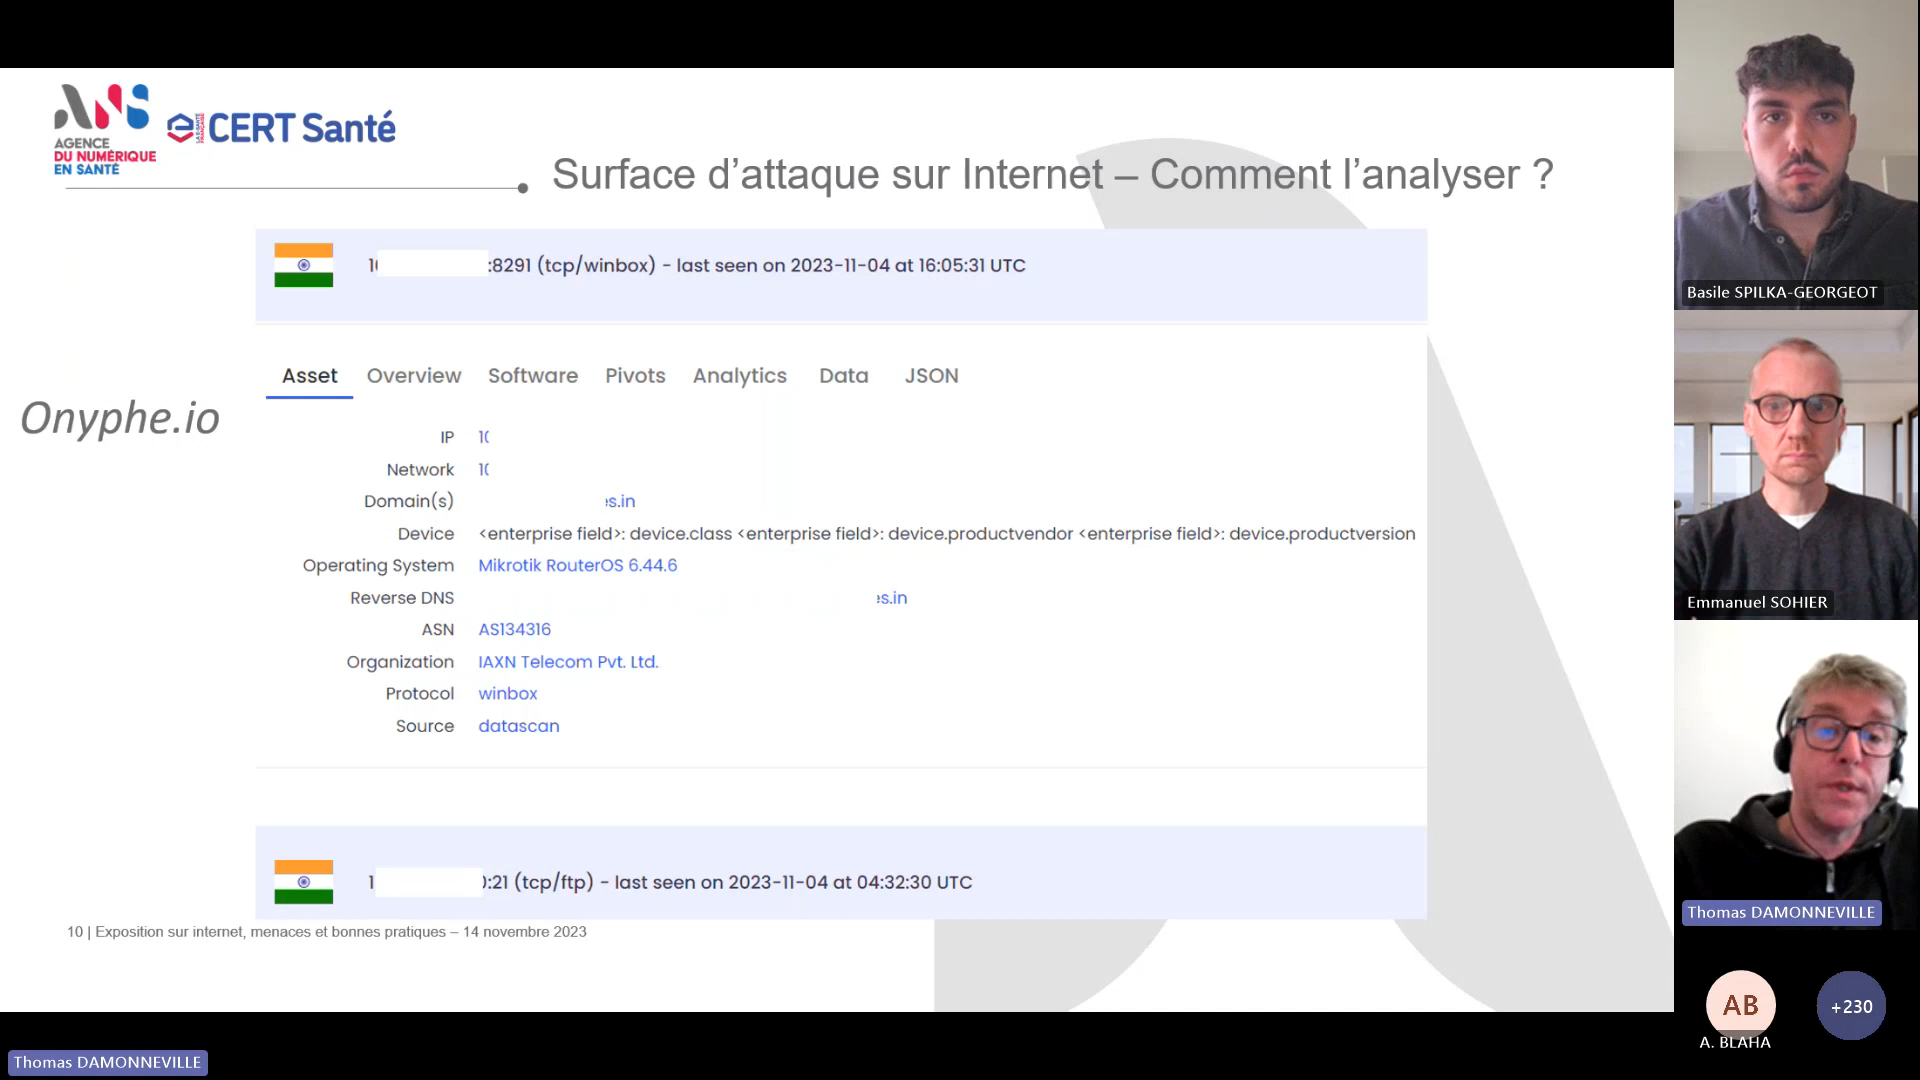 AGENCE
DU NUMÉRIQUE
EN SANTÉ
CERT Santé
Surface d’attaque sur Internet – Comment l’analyser ?
:8291 (tcp/winbox) - last seen on 2023-11-04 at 16:05:31 UTC
Asset Overview Software Pivots Analytics Data JSON
Onyphe.io
IP 10
Network 10
Domain(s) s.in
Device <enterprise field>: device.class <enterprise field>: device.productvendor <enterprise field>: device.productversion
Operating System Mikrotik RouterOS 6.44.6
Reverse DNS s.in
ASN AS134316
Organization IAXN Telecom Pvt. Ltd.
Protocol winbox
Source datascan
1 :21 (tcp/ftp) - last seen on 2023-11-04 at 04:32:30 UTC
10 | Exposition sur internet, menaces et bonnes pratiques – 14 novembre 2023
Basile SPILKA-GEORGEOT
Emmanuel SOHIER
Thomas DAMONNEVILLE
AB
+230
A. BLAHA
Thomas DAMONNEVILLE